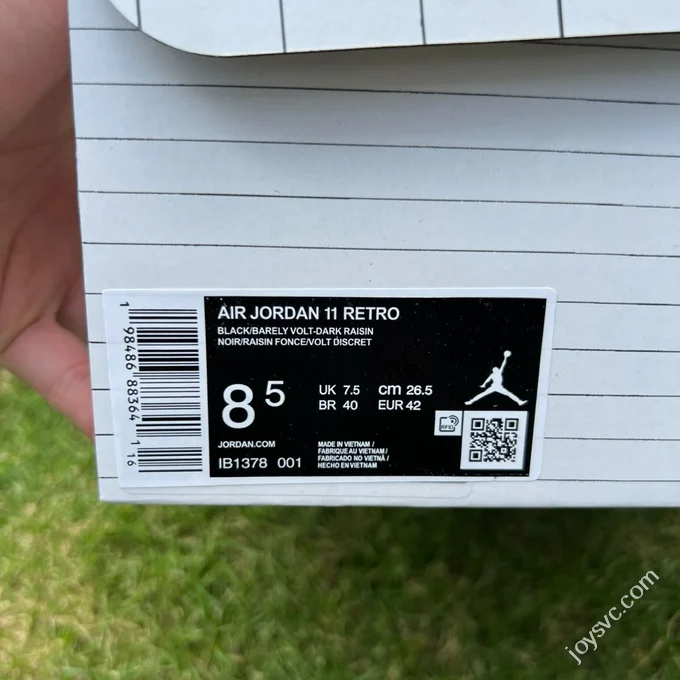 AIR JORDAN 11 RETRO
BLACK/BARELY VOLT-DARK RAISIN
NOIR/RAISIN FONCE/VOLT DISCRET
8 5
UK 7.5 cm 26.5
BR 40 EUR 42
JORDAN.COM
IB1378 001
MADE IN VIETNAM /
FABRIQUE AU VIETNAM /
FABRICADO NO VIETNÃ /
HECHO EN VIETNAM
RFID
1 98486 88364 16
joysvc.com